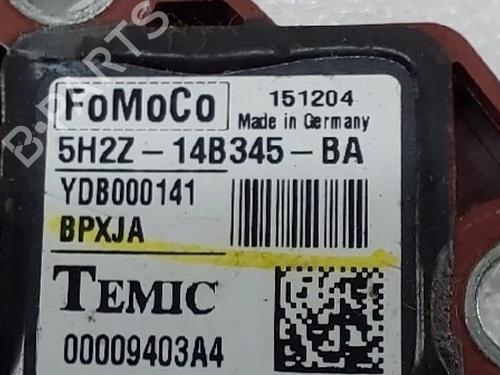 FoMoCo 151204
Made in Germany
5H2Z-14B345-BA
YDB000141
BPXJA
TEMIC
00009403A4
B-PARTS